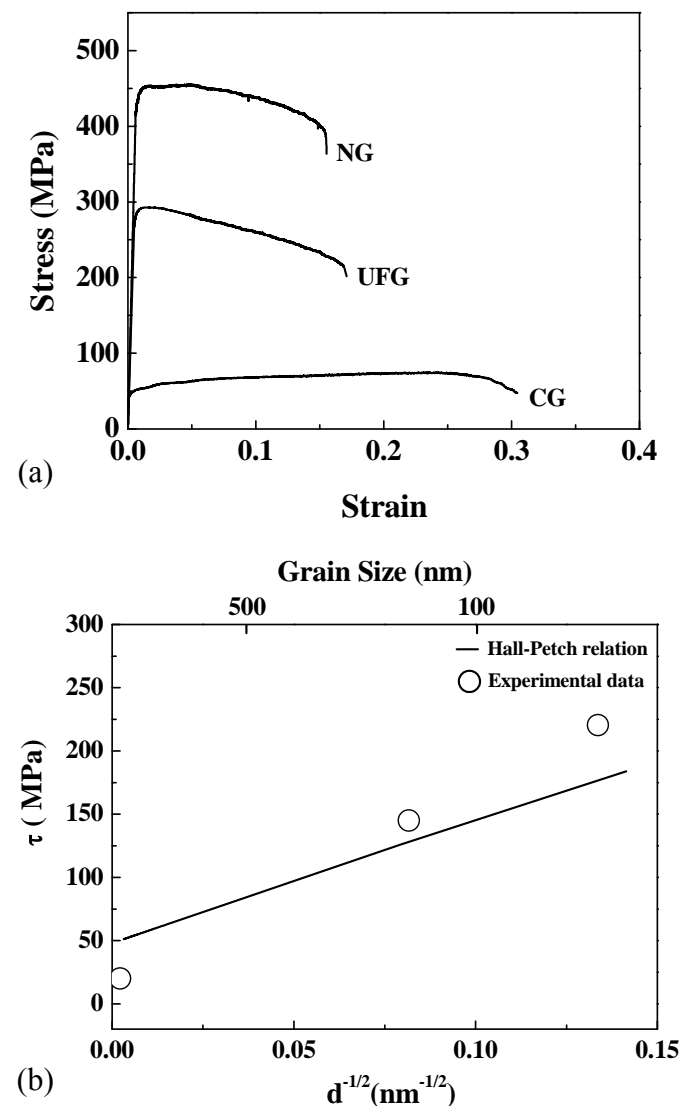 500
400
300
200
100
0
Stress (MPa)
NG
UFG
CG
0.0 0.1 0.2 0.3 0.4
Strain
(a)
Grain Size (nm)
500 100
300
250
200
150
100
50
0
τ ( MPa)
Hall-Petch relation
Experimental data
0.00 0.05 0.10 0.15
d-1/2(nm-1/2)
(b)